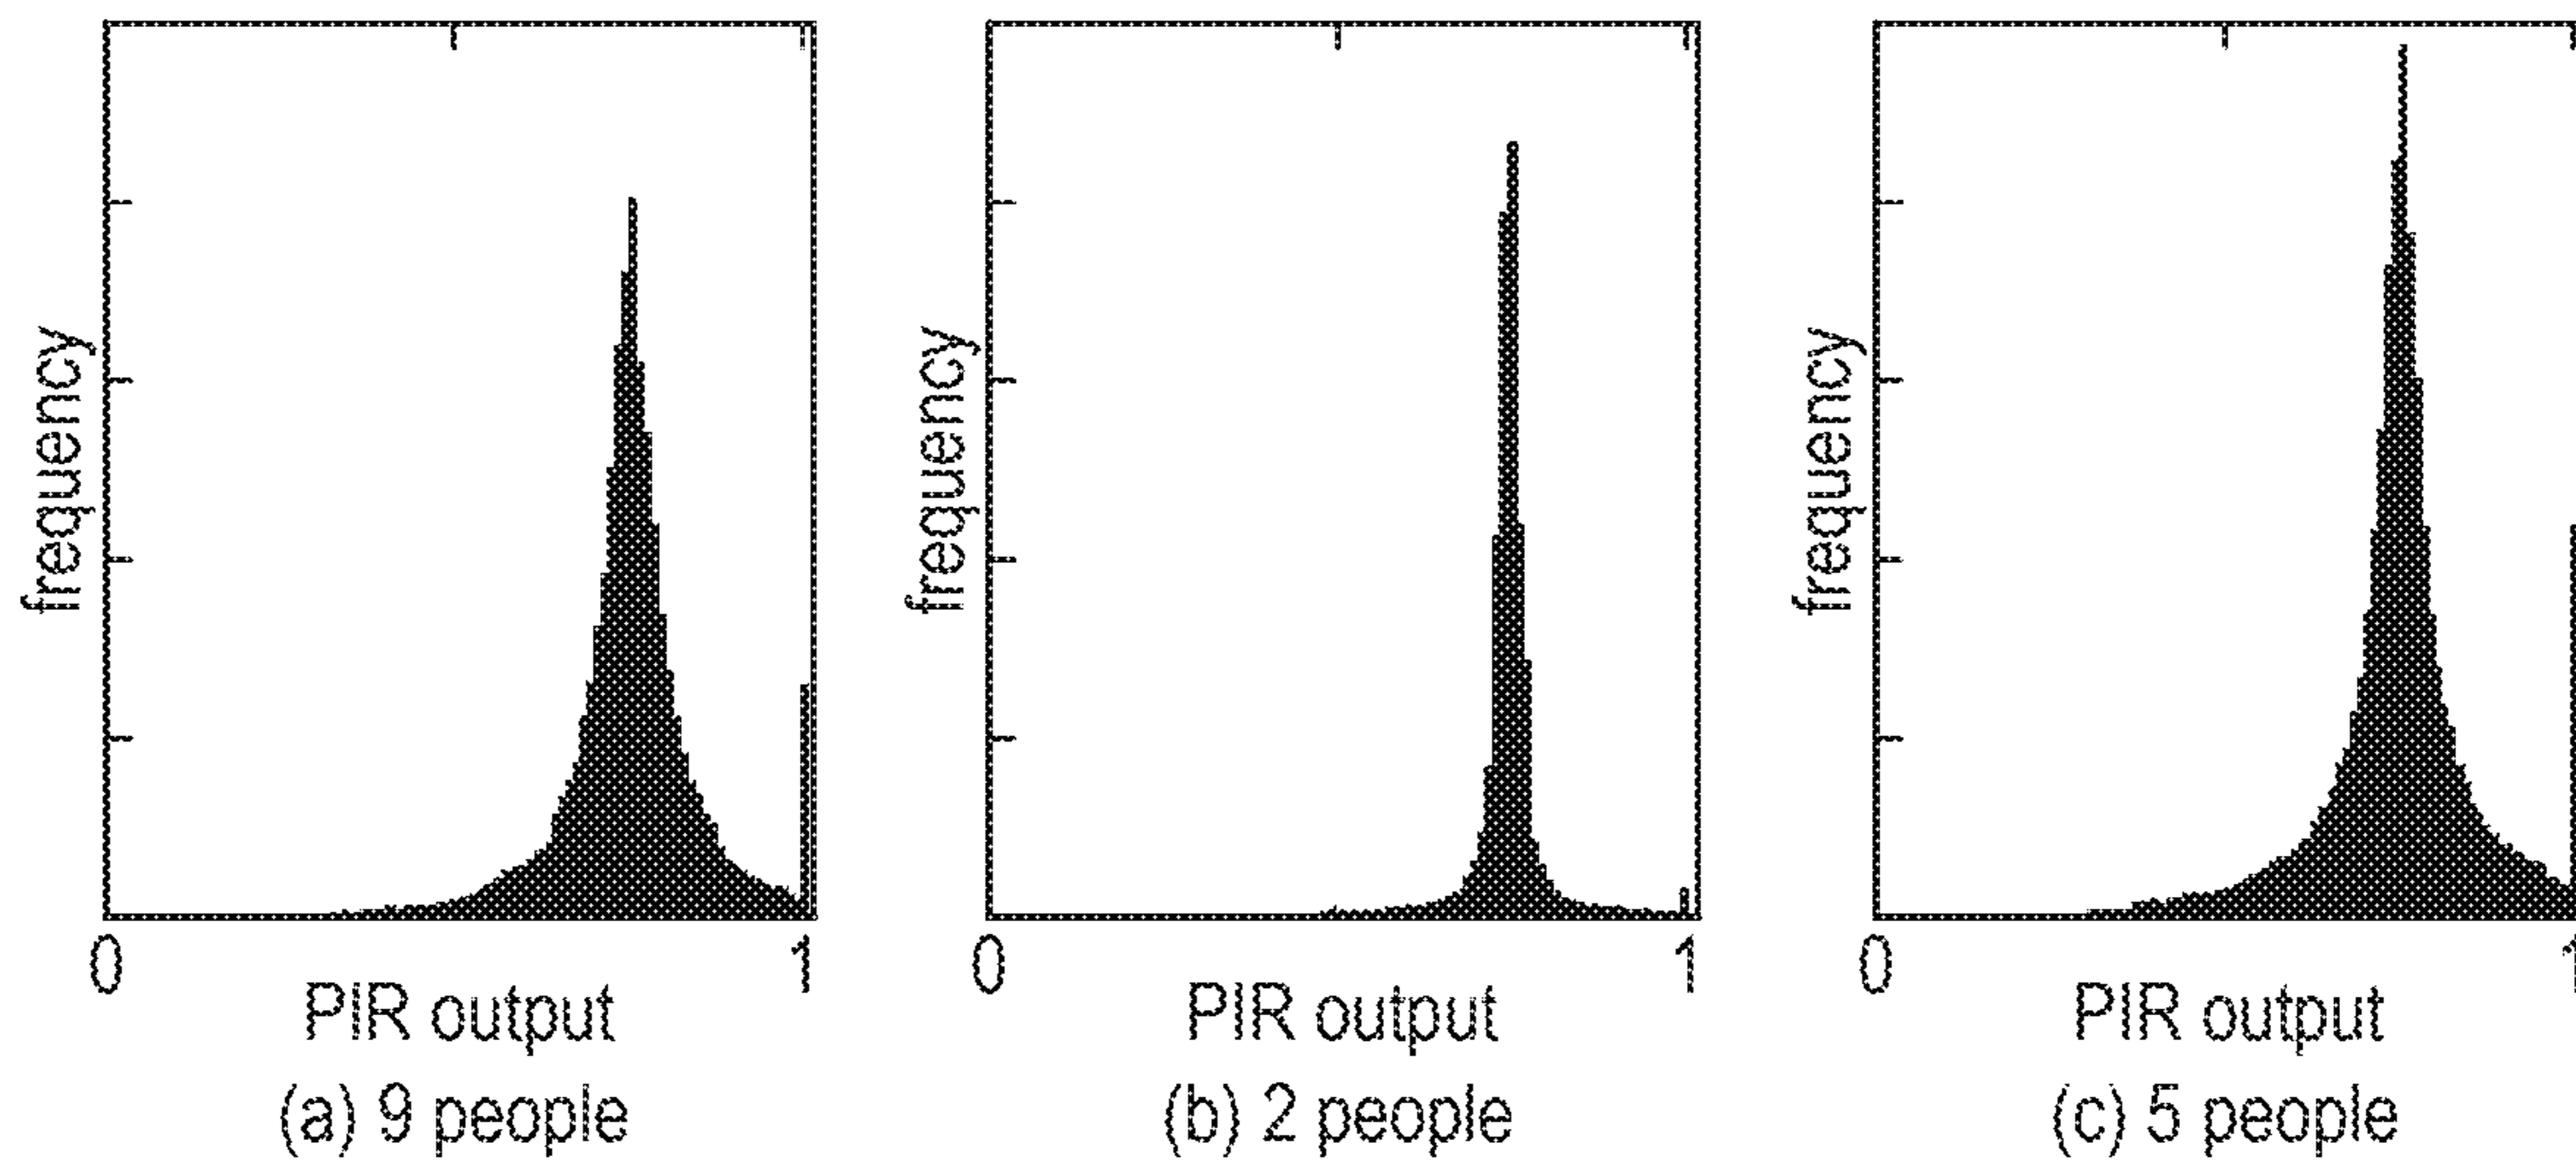 frequency
0 1
PIR output
(a) 9 people
frequency
0 1
PIR output
(b) 2 people
frequency
0 1
PIR output
(c) 5 people